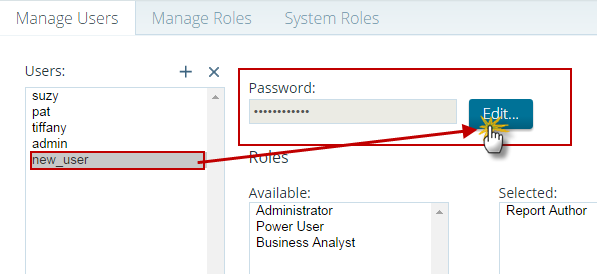 Manage Users Manage Roles System Roles
Users:
suzy
pat
tiffany
admin
new_user
Password:
••••••••••••
Edit...
Roles
Available:
Administrator
Power User
Business Analyst
Selected:
Report Author